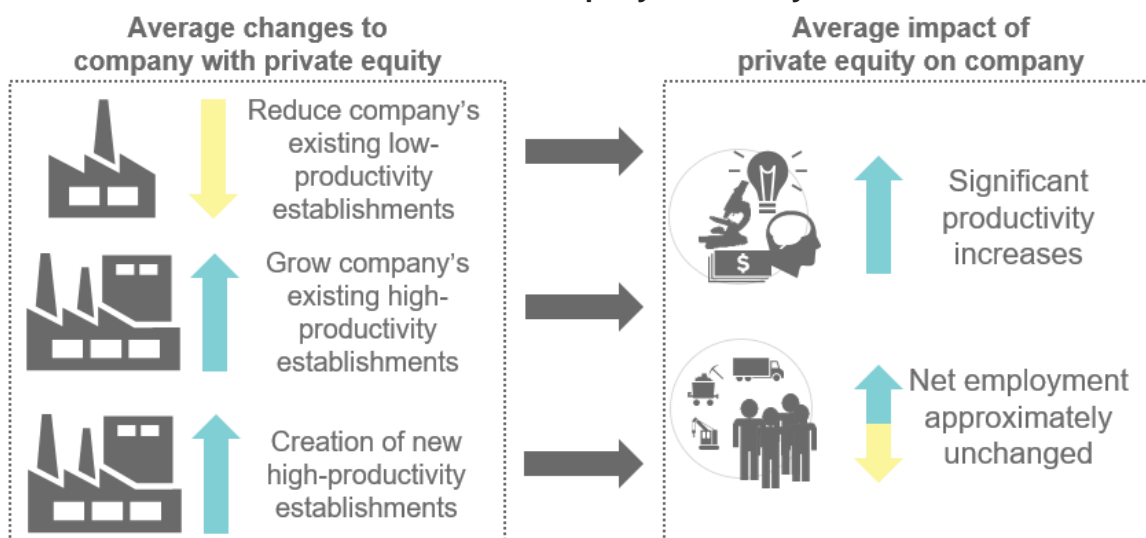 Average changes to
company with private equity
Reduce company's
existing low-
productivity
establishments
Grow company's
existing high-
productivity
establishments
Creation of new
high-productivity
establishments
Average impact of
private equity on company
$
Significant
productivity
increases
Net employment
approximately
unchanged